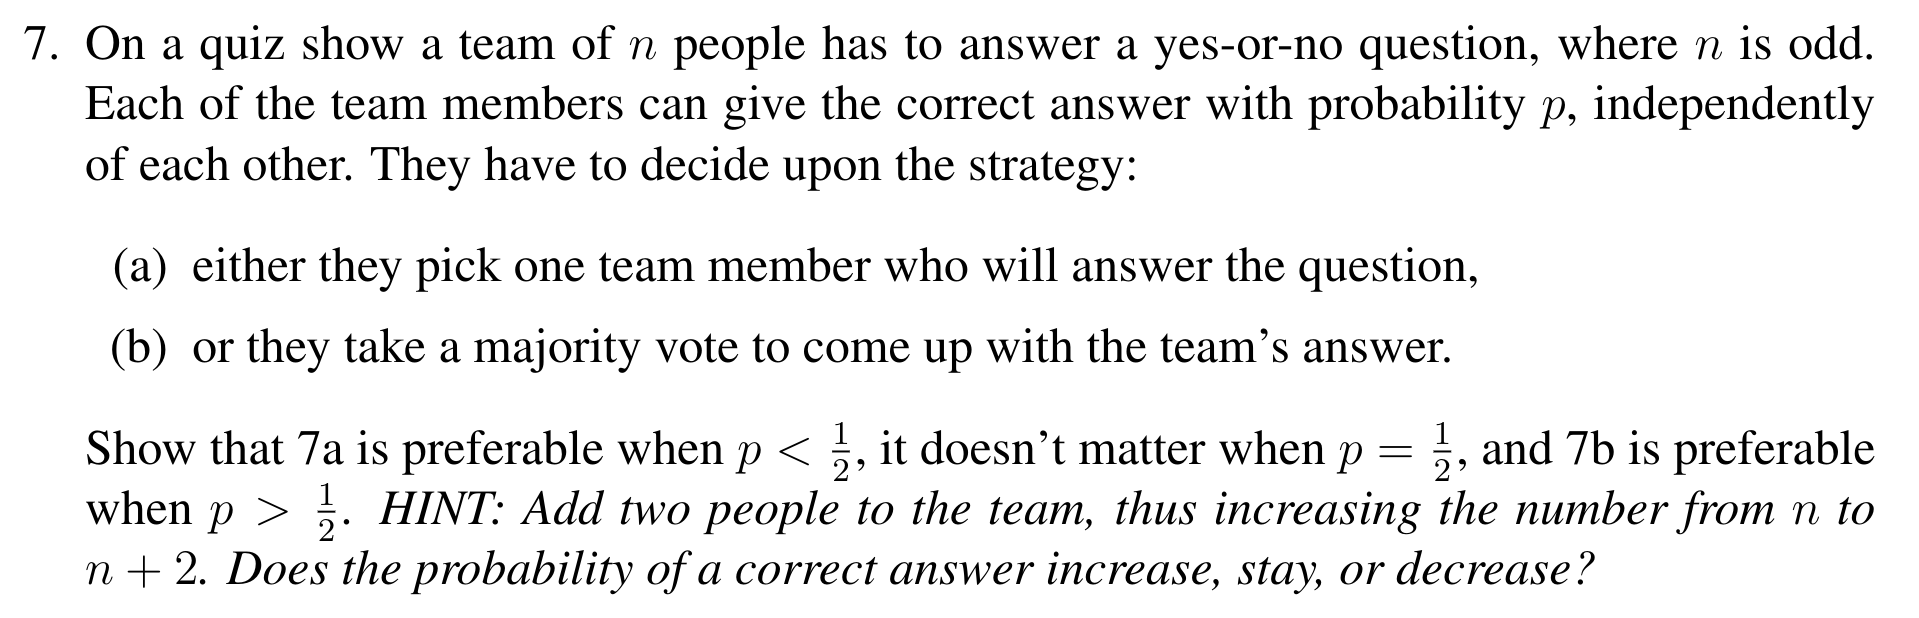 7. On a quiz show a team of n people has to answer a yes-or-no question, where n is odd.
Each of the team members can give the correct answer with probability p, independently
of each other. They have to decide upon the strategy:
(a) either they pick one team member who will answer the question,
(b) or they take a majority vote to come up with the team's answer.
Show that 7a is preferable when p < 1/2, it doesn't matter when p = 1/2, and 7b is preferable
when p > 1/2. HINT: Add two people to the team, thus increasing the number from n to
n + 2. Does the probability of a correct answer increase, stay, or decrease?